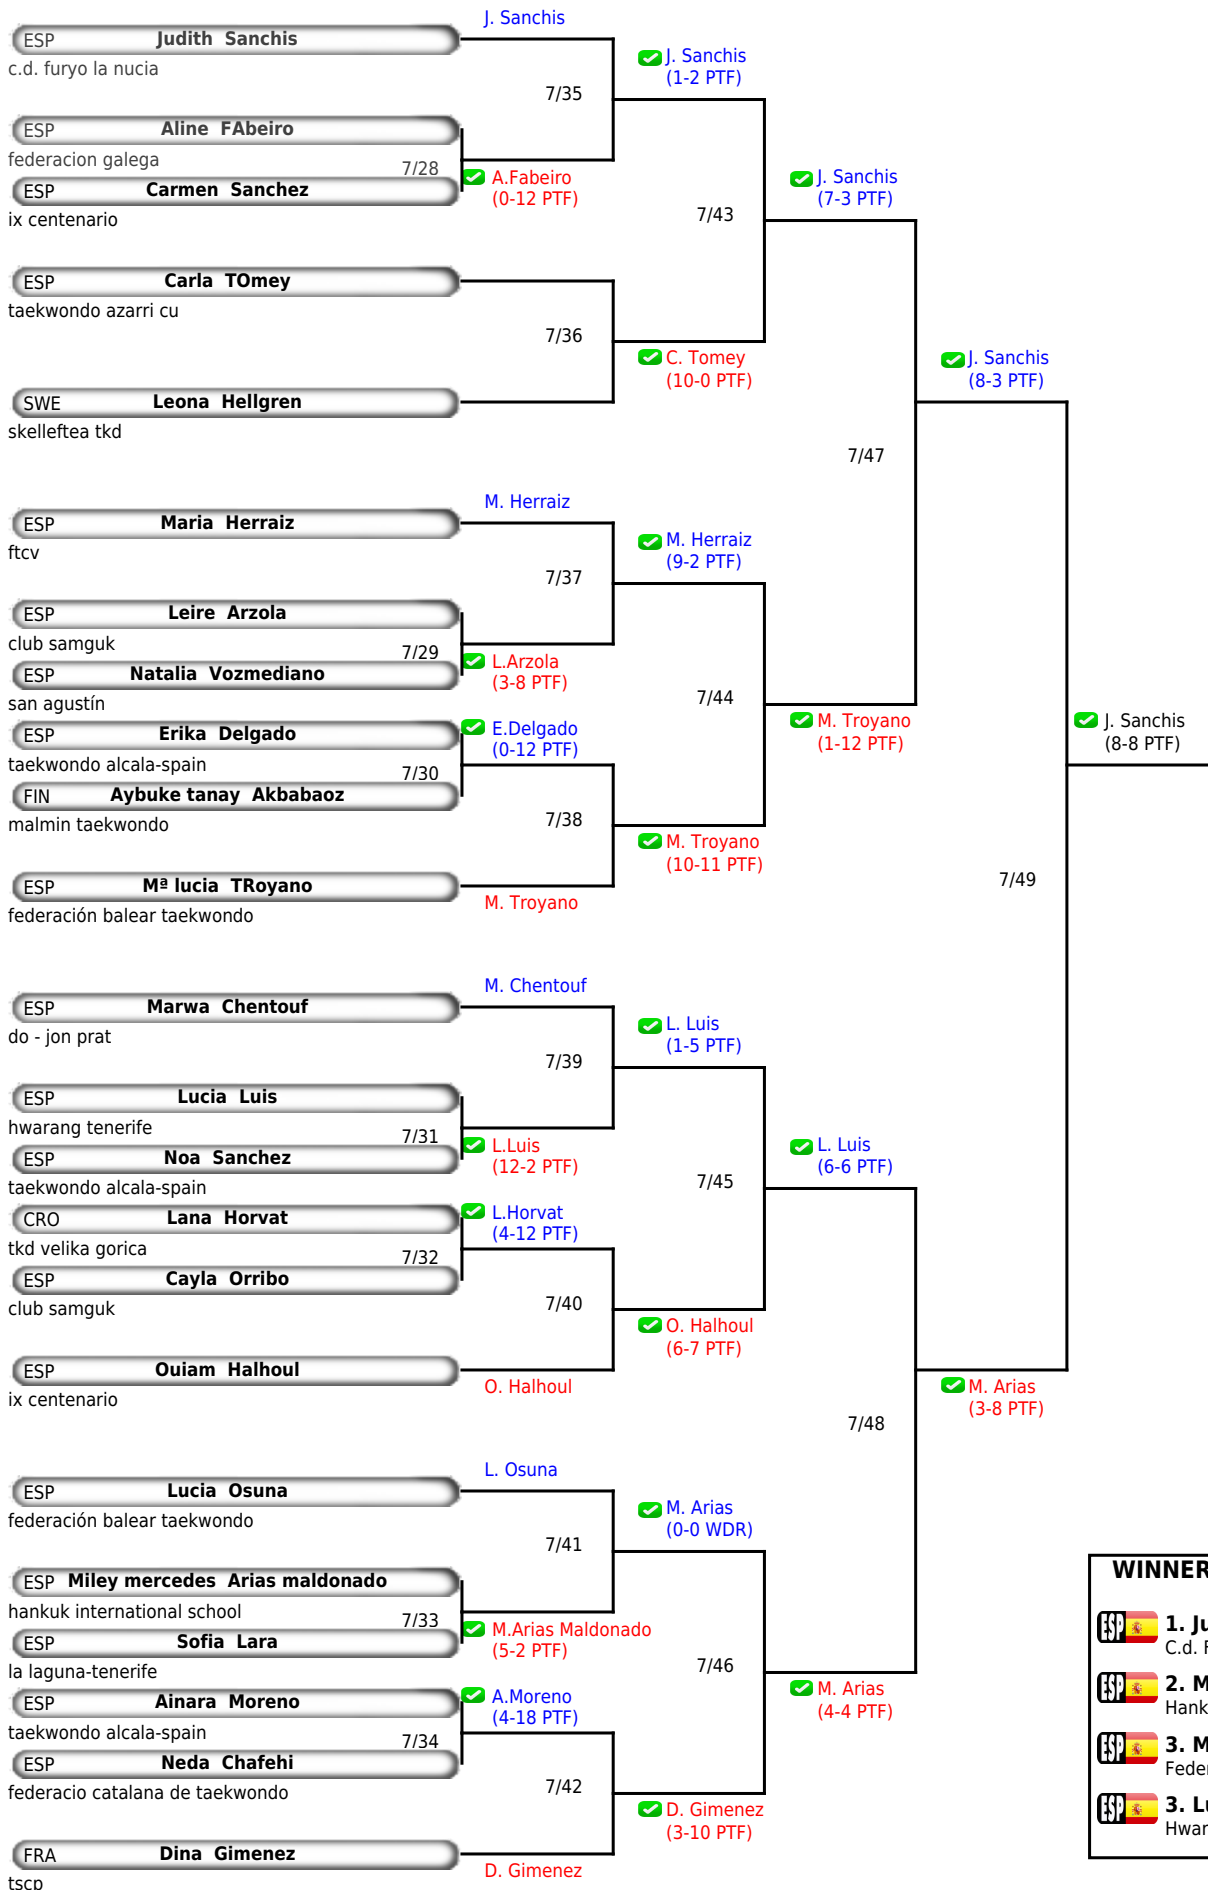 J. Sanchis
ESP Judith Sanchis
c.d. furyo la nucia
J. Sanchis
(1-2 PTF)
7/35
ESP Aline FAbeiro
federacion galega
7/28
A.Fabeiro
(0-12 PTF)
ESP Carmen Sanchez
ix centenario
J. Sanchis
(7-3 PTF)
7/43
ESP Carla TOmey
taekwondo azarri cu
7/36
C. Tomey
(10-0 PTF)
J. Sanchis
(8-3 PTF)
SWE Leona Hellgren
skelleftea tkd
7/47
M. Herraiz
ESP Maria Herraiz
ftcv
M. Herraiz
(9-2 PTF)
7/37
ESP Leire Arzola
club samguk
7/29
L.Arzola
(3-8 PTF)
ESP Natalia Vozmediano
san agustín
7/44
ESP Erika Delgado
E.Delgado
(0-12 PTF)
M. Troyano
(1-12 PTF)
J. Sanchis
(8-8 PTF)
taekwondo alcala-spain
7/30
FIN Aybuke tanay Akbabaoz
malmin taekwondo
7/38
M. Troyano
(10-11 PTF)
ESP Mª lucia TRoyano
federación balear taekwondo
M. Troyano
7/49
M. Chentouf
ESP Marwa Chentouf
do - jon prat
L. Luis
(1-5 PTF)
7/39
ESP Lucia Luis
hwarang tenerife
7/31
L.Luis
(12-2 PTF)
ESP Noa Sanchez
taekwondo alcala-spain
L. Luis
(6-6 PTF)
7/45
CRO Lana Horvat
L.Horvat
(4-12 PTF)
tkd velika gorica
7/32
ESP Cayla Orribo
club samguk
7/40
O. Halhoul
(6-7 PTF)
ESP Ouiam Halhoul
ix centenario
O. Halhoul
M. Arias
(3-8 PTF)
7/48
L. Osuna
ESP Lucia Osuna
federación balear taekwondo
M. Arias
(0-0 WDR)
7/41
ESP Miley mercedes Arias maldonado
hankuk international school
7/33
M.Arias Maldonado
(5-2 PTF)
ESP Sofia Lara
la laguna-tenerife
7/46
ESP Ainara Moreno
A.Moreno
(4-18 PTF)
M. Arias
(4-4 PTF)
taekwondo alcala-spain
7/34
ESP Neda Chafehi
federacio catalana de taekwondo
7/42
D. Gimenez
(3-10 PTF)
FRA Dina Gimenez
tscp
D. Gimenez
WINNER
ESP 1. Ju
C.d. F
ESP 2. M
Hank
ESP 3. M
Feder
ESP 3. Lu
Hwar